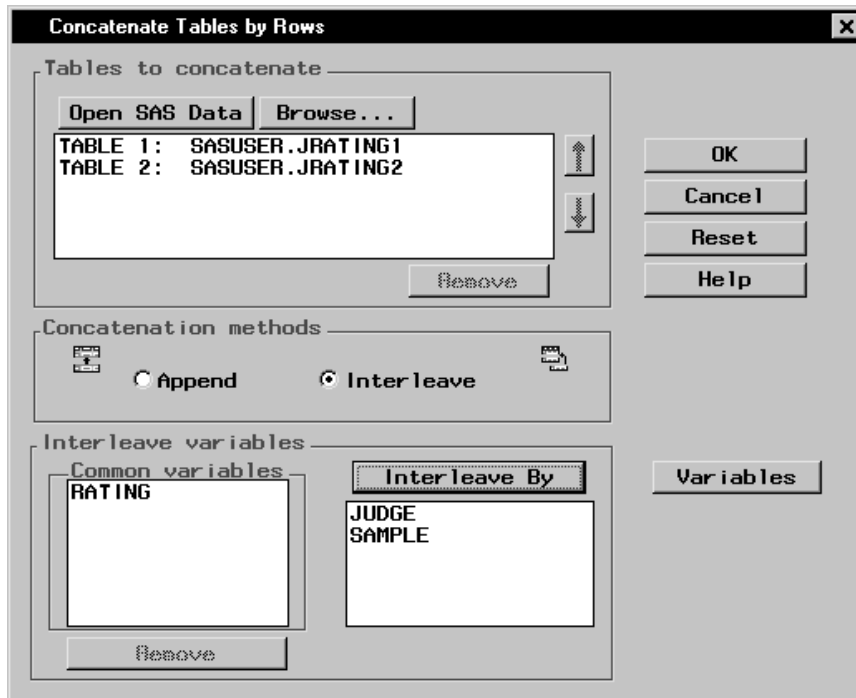 Concatenate Tables by Rows
Tables to concatenate
Open SAS Data
Browse...
TABLE 1: SASUSER.JRATING1
TABLE 2: SASUSER.JRATING2
Remove
OK
Cancel
Reset
Help
Concatenation methods
Append
Interleave
Interleave variables
Common variables
RATING
Remove
Interleave By
JUDGE
SAMPLE
Variables